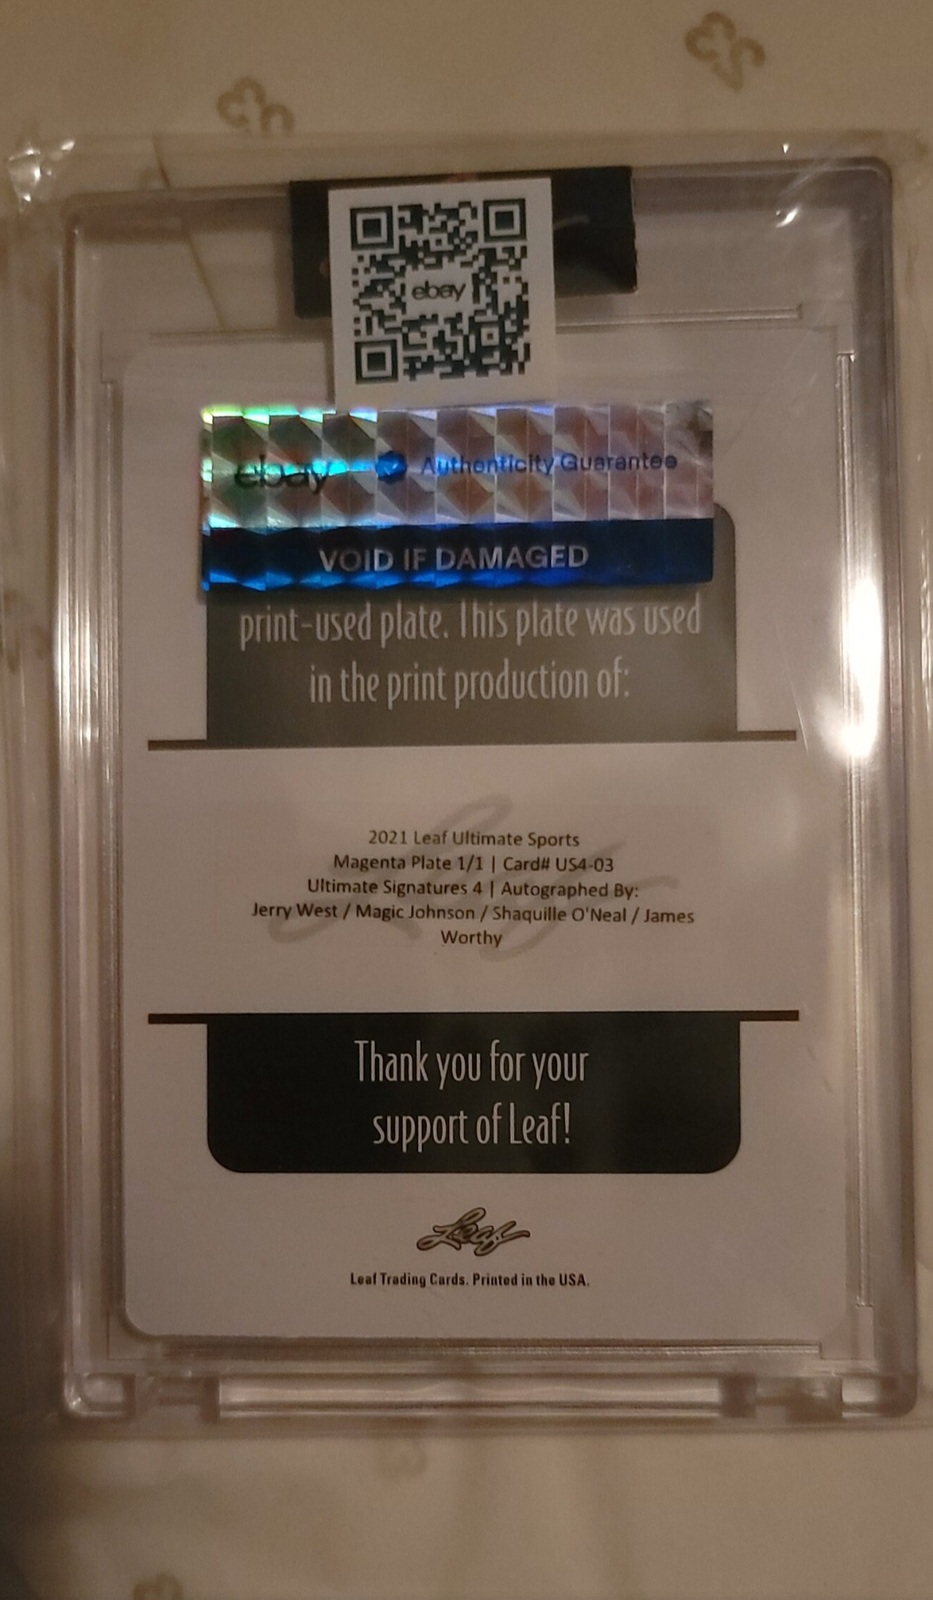 ebay
ebay Authenticity Guarantee
VOID IF DAMAGED
print-used plate. This plate was used
in the print production of:
2021 Leaf Ultimate Sports
Magenta Plate 1/1 | Card# US4-03
Ultimate Signatures 4 | Autographed By:
Jerry West / Magic Johnson / Shaquille O'Neal / James
Worthy
Thank you for your
support of Leaf!
Leaf
Leaf Trading Cards. Printed in the USA.